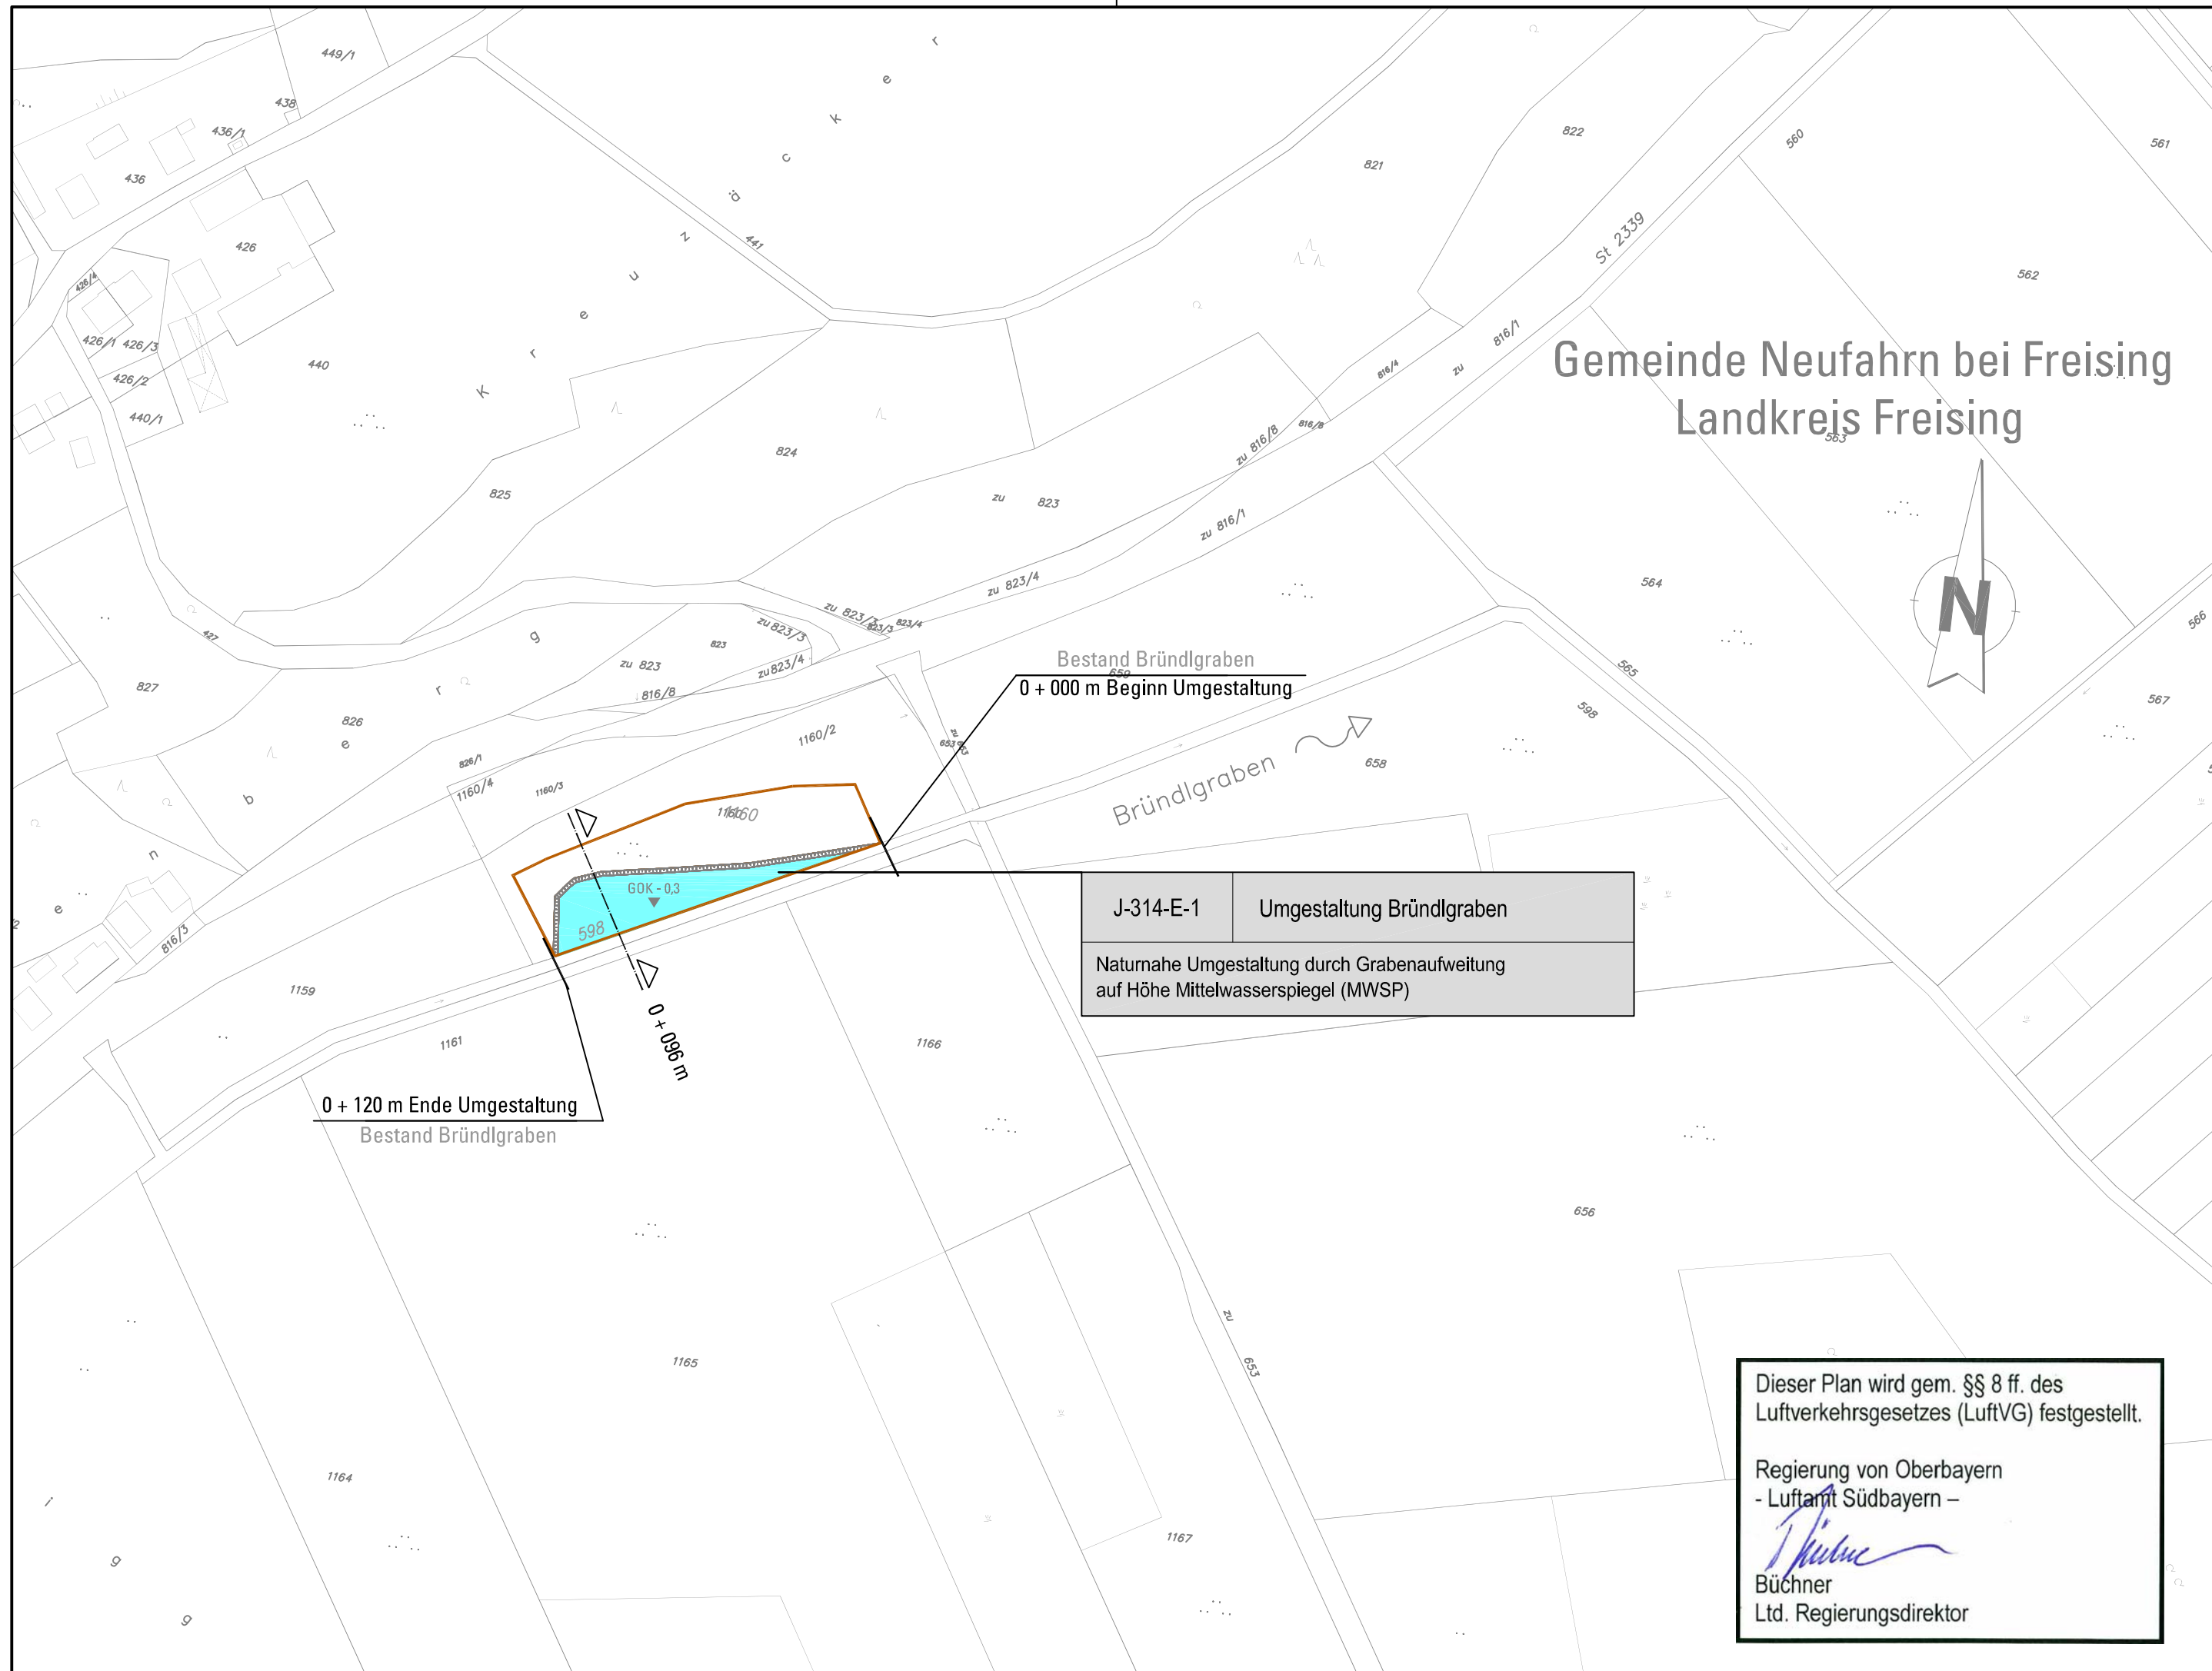 449/1
438
436/1
436
426
426/4
426/1
426/3
426/2
440/1
440
441
K r e u z ä c k e r
821
822
560
561
562
St 2339
816/1
zu
816/4
Gemeinde Neufahrn bei Freising
Landkreis Freising
563
824
825
zu 823
zu 816/8
816/8
zu 816/1
zu 823/4
564
565
566
567
598
N
427
827
826
zu 823/3
823/3
823/4
zu 823/3
823
zu 823
zu 823/4
816/8
g
r
e
b
n
e
826/1
1160/4
1160/3
1160/2
zu
653
653
659
Bestand Bründlgraben
0 + 000 m Beginn Umgestaltung
Bründlgraben
658
1160
1160
GOK - 0,3
598
0 + 096 m
J-314-E-1
Umgestaltung Bründlgraben
Naturnahe Umgestaltung durch Grabenaufweitung
auf Höhe Mittelwasserspiegel (MWSP)
816/3
1159
1161
1166
0 + 120 m Ende Umgestaltung
Bestand Bründlgraben
656
1165
1164
1167
zu
653
i
g
g
Dieser Plan wird gem. §§ 8 ff. des
Luftverkehrsgesetzes (LuftVG) festgestellt.
Regierung von Oberbayern
- Luftamt Südbayern –
Büchner
Ltd. Regierungsdirektor